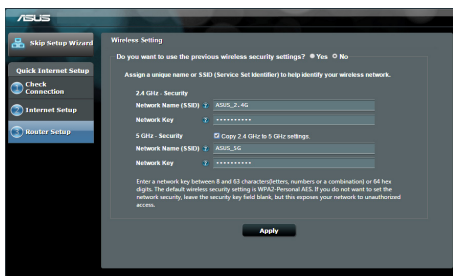 ASUS
Skip Setup Wizard
Wireless Setting
Do you want to use the previous wireless security settings? Yes No
Quick Internet Setup
Assign a unique name or SSID (Service Set Identifier) to help identify your wireless network.
1 Check Connection
2.4 GHz - Security
Network Name (SSID) ? ASUS_2.4G
2 Internet Setup
Network Key ? ••••••••••
3 Router Setup
5 GHz - Security Copy 2.4 GHz to 5 GHz settings.
Network Name (SSID) ? ASUS_5G
Network Key ? ••••••••••
Enter a network key between 8 and 63 characters(letters, numbers or a combination) or 64 hex
digits. The default wireless security setting is WPA2-Personal AES. If you do not want to set the
network security, leave the security key field blank, but this exposes your network to unauthorized
access.
Apply